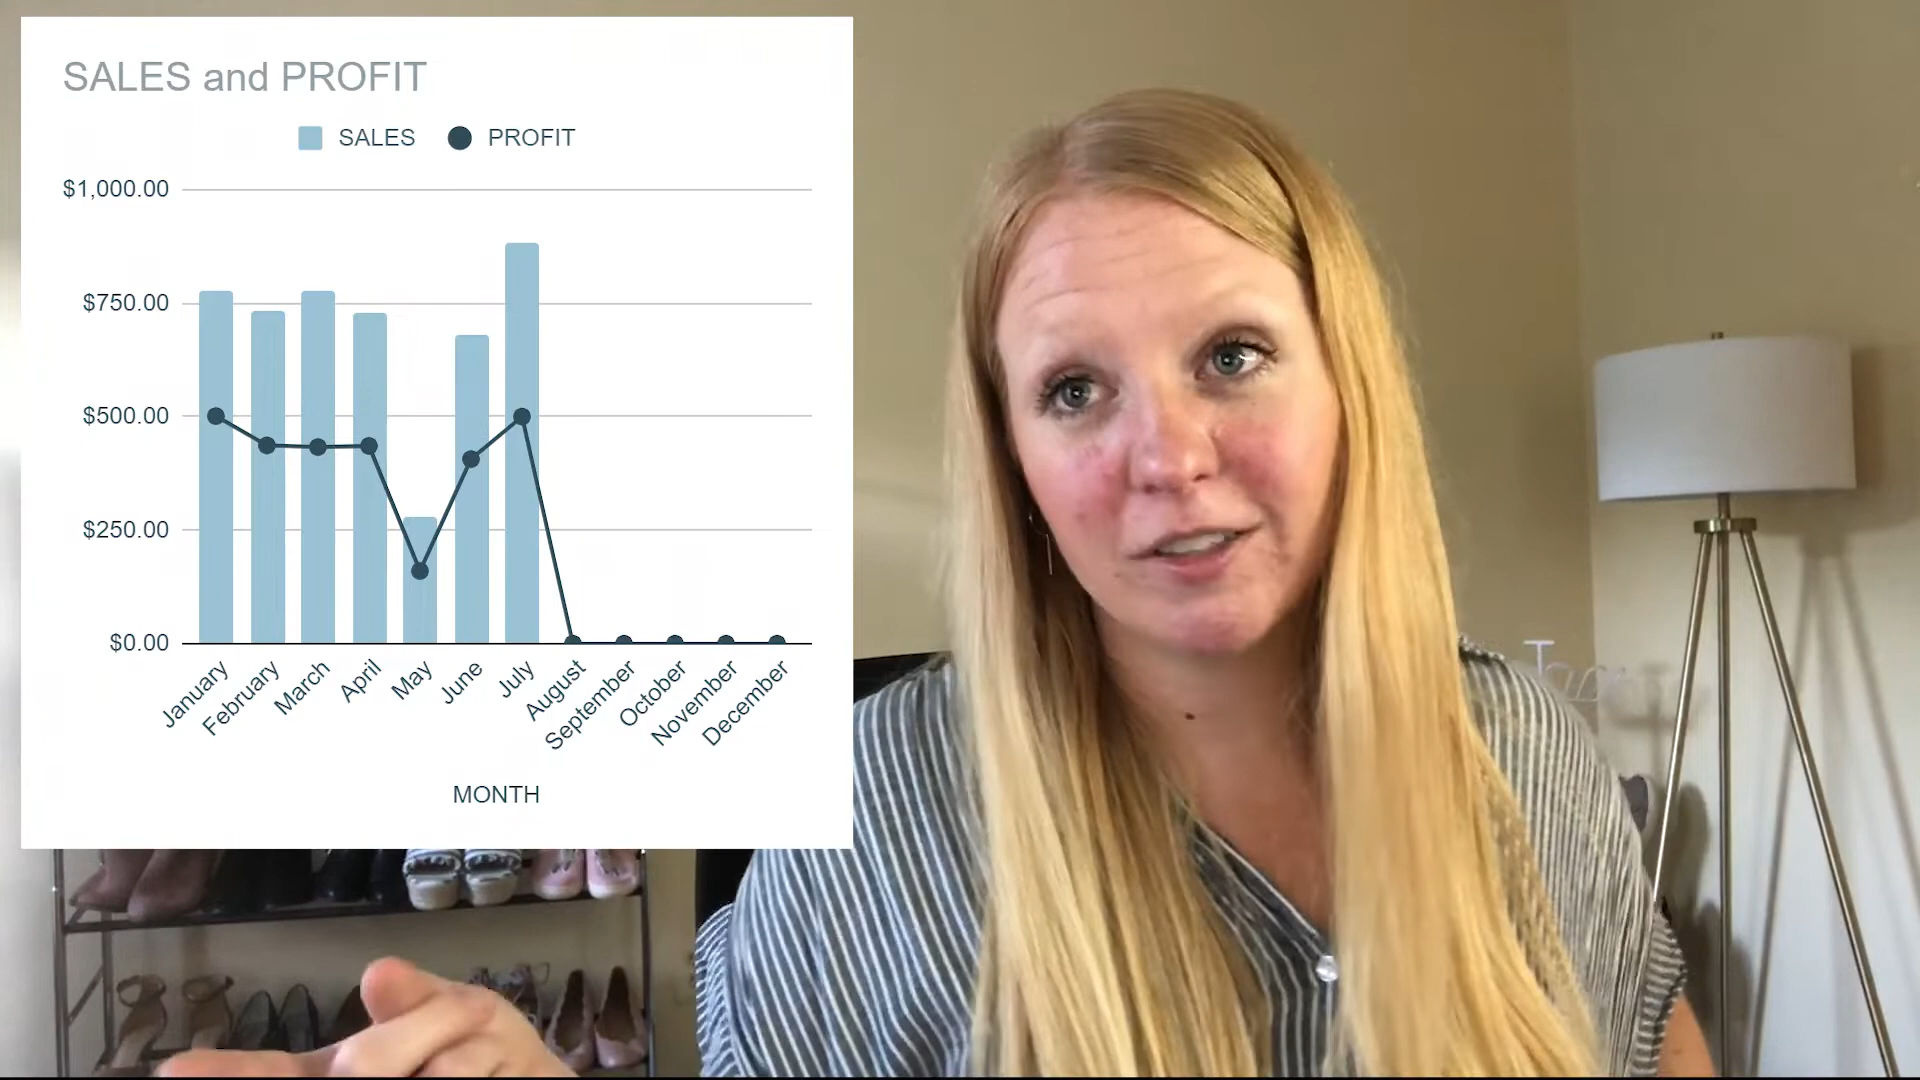 SALES and PROFIT
SALES PROFIT
$1,000.00
$750.00
$500.00
$250.00
$0.00
January February March April May June July August September October November December
MONTH